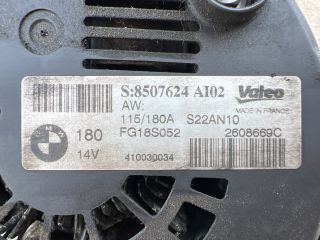 S:8507624 AI02 Valeo
AW: MADE IN FRANCE
115/180A S22AN10
180 FG18S052 2608669C
14V 410030034